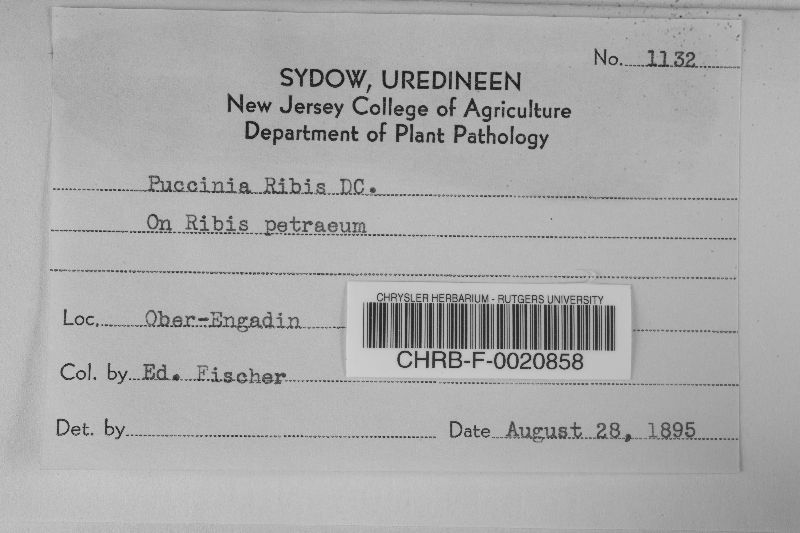 No. 1132
SYDOW, UREDINEEN
New Jersey College of Agriculture
Department of Plant Pathology
Puccinia Ribis DC.
On Ribis petraeum
Loc. Ober-Engadin
CHRYSLER HERBARIUM - RUTGERS UNIVERSITY
CHRB-F-0020858
Col. by Ed. Fischer
Det. by
Date August 28, 1895